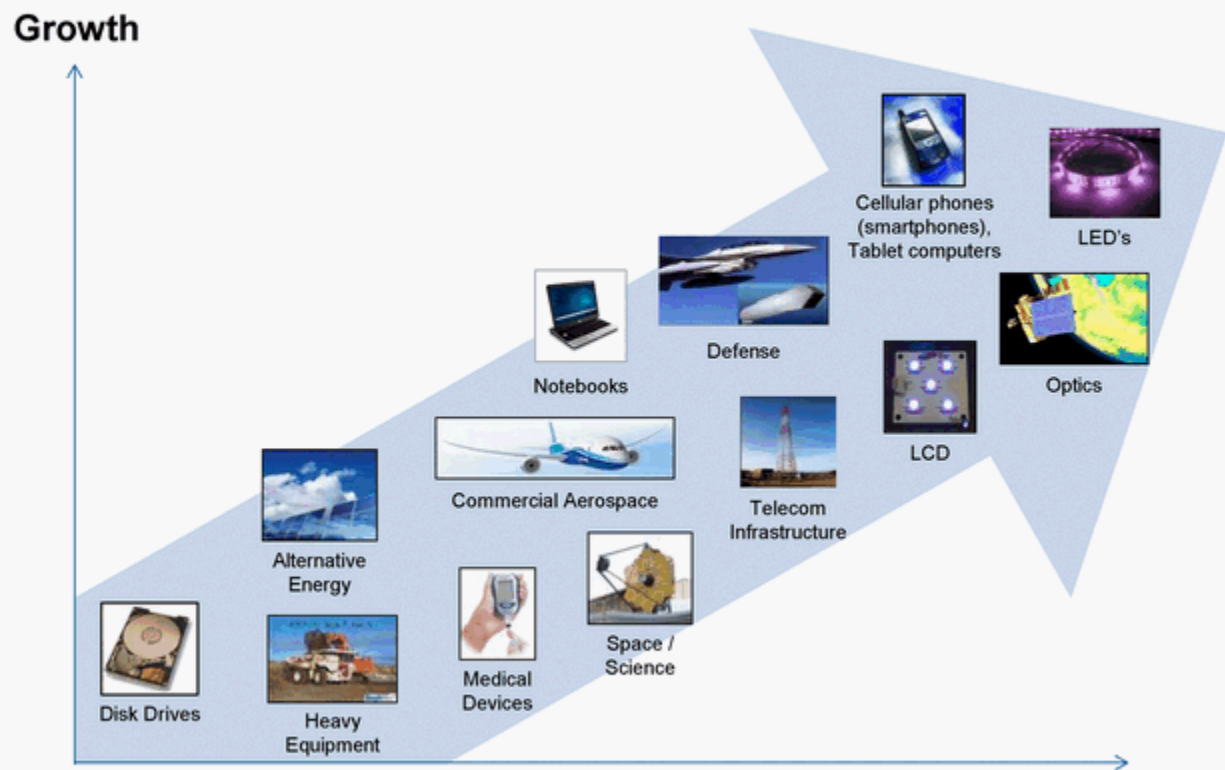 Growth
Cellular phones
(smartphones),
Tablet computers
LED's
Defense
Notebooks
Optics
LCD
Commercial Aerospace
Telecom
Infrastructure
Alternative
Energy
Space /
Science
Medical
Devices
Disk Drives
Heavy
Equipment